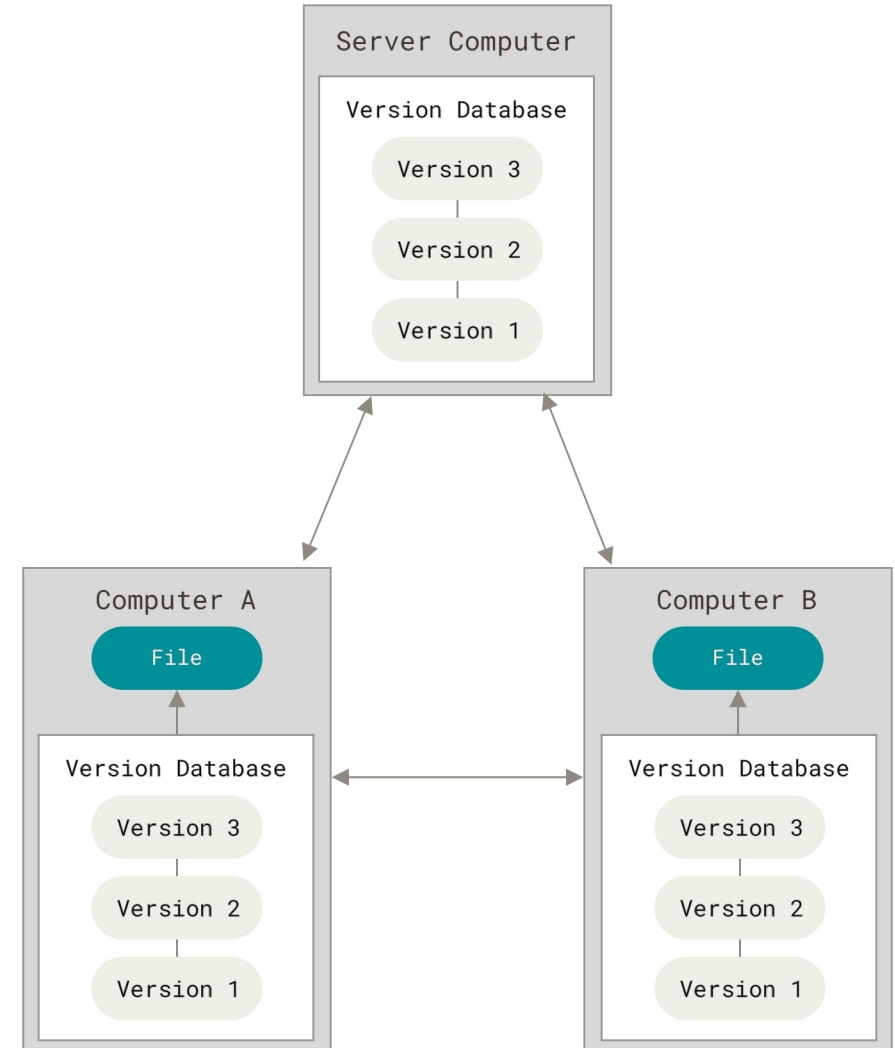 Server Computer
Version Database
Version 3
Version 2
Version 1
Computer A
File
Version Database
Version 3
Version 2
Version 1
Computer B
File
Version Database
Version 3
Version 2
Version 1